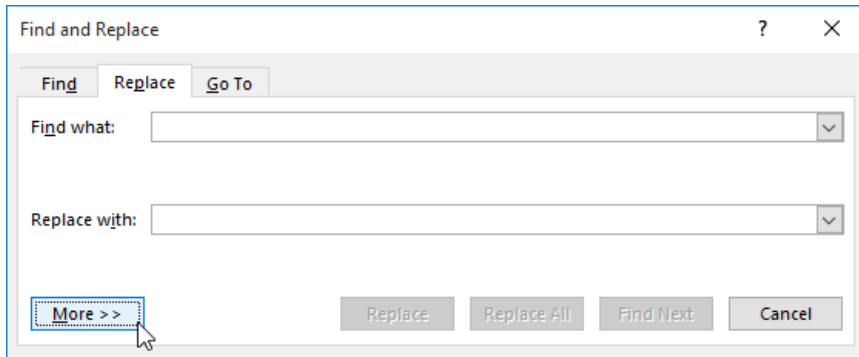 Find and Replace ?
Find Replace Go To
Find what:
Replace with:
More >> Replace Replace All Find Next Cancel